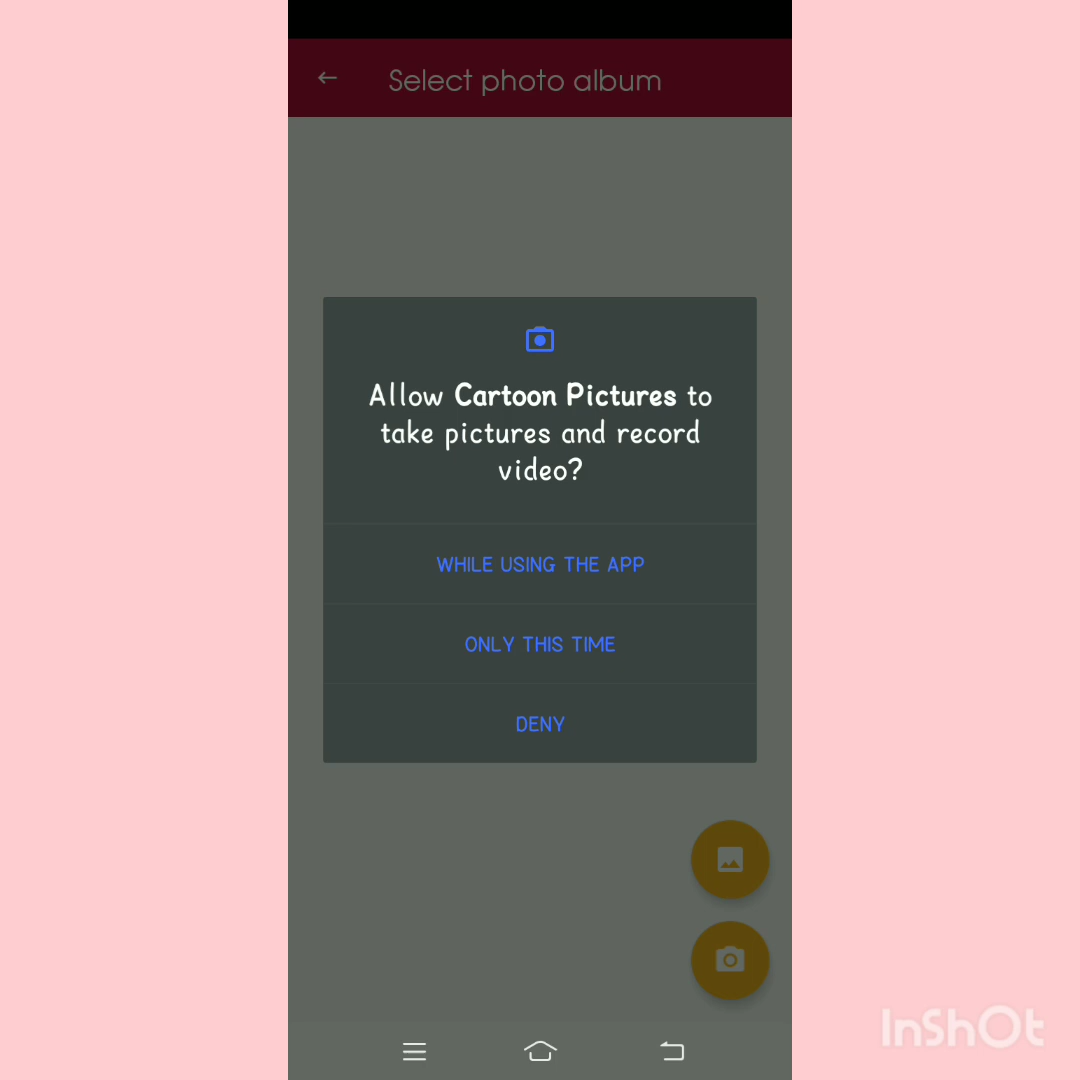 Select photo album
Allow Cartoon Pictures to
take pictures and record
video?
WHILE USING THE APP
ONLY THIS TIME
DENY
InShOt